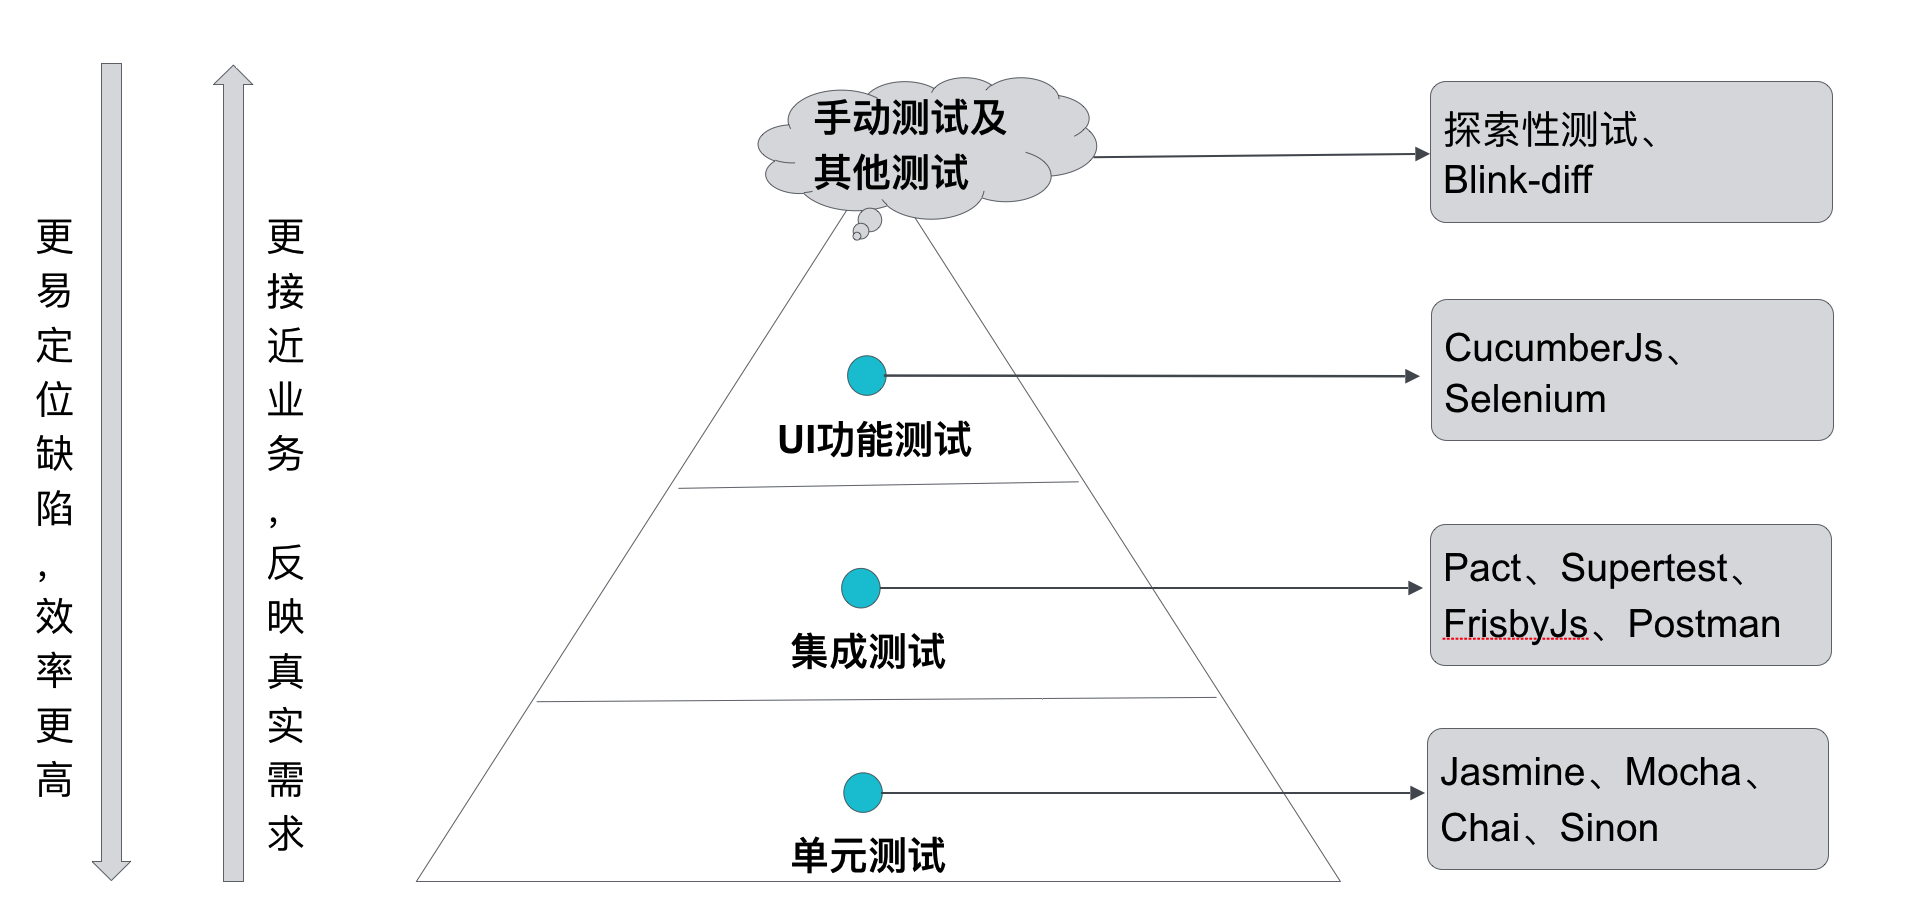 更易定位缺陷，效率更高
更接近业务，反映真实需求
手动测试及
其他测试
探索性测试、
Blink-diff
UI功能测试
CucumberJs、
Selenium
集成测试
Pact、Supertest、
FrisbyJs、Postman
单元测试
Jasmine、Mocha、
Chai、Sinon